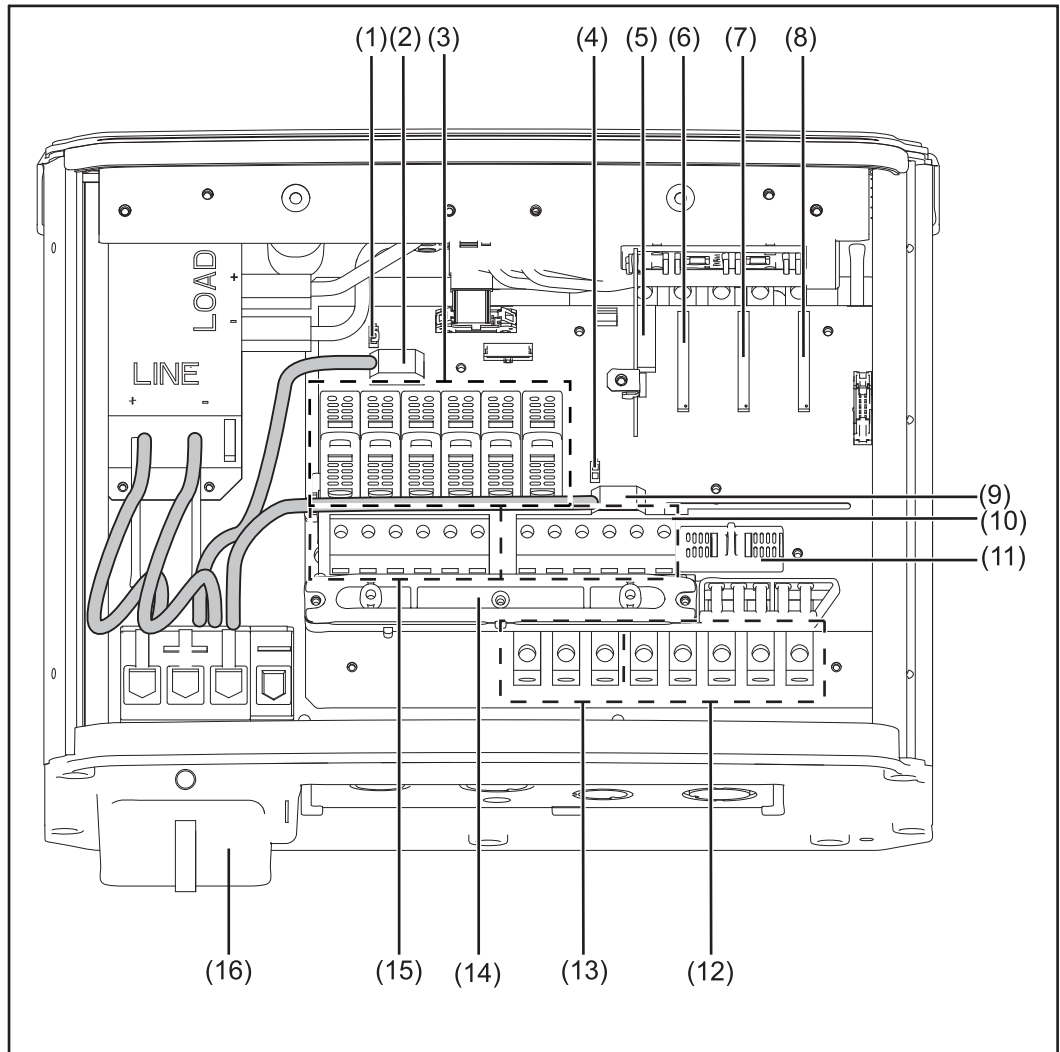 (1) (2) (3) (4) (5) (6) (7) (8)
LOAD
+
-
LINE
+ -
(9)
(10)
(11)
+ -
(16) (15) (14) (13) (12)